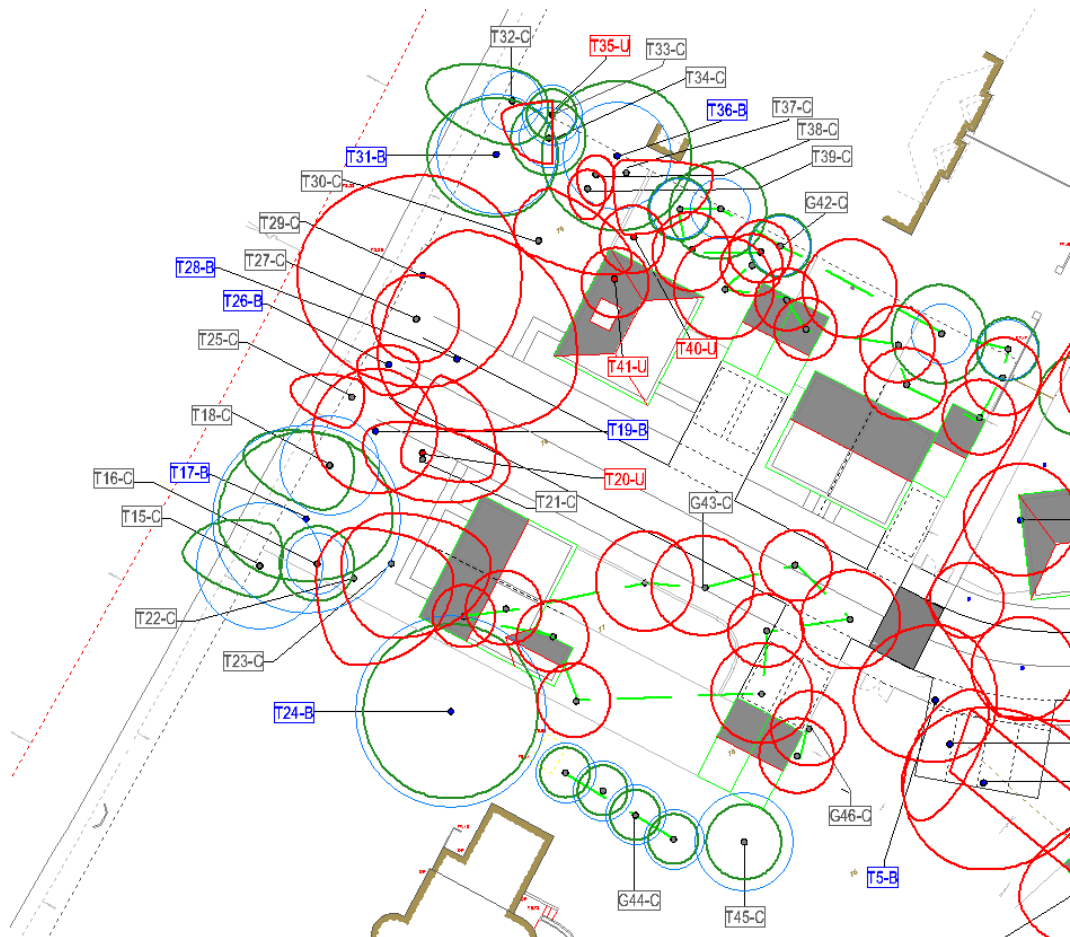 T32-C
T35-U
T33-C
T34-C
T36-B
T37-C
T38-C
T39-C
T31-B
T30-C
G42-C
T29-C
T27-C
T28-B
T26-B
T25-C
T40-U
T41-U
T18-C
T19-B
T17-B
T20-U
T16-C
T21-C
G43-C
T15-C
T22-C
T23-C
T24-B
G46-C
T5-B
G44-C
T45-C